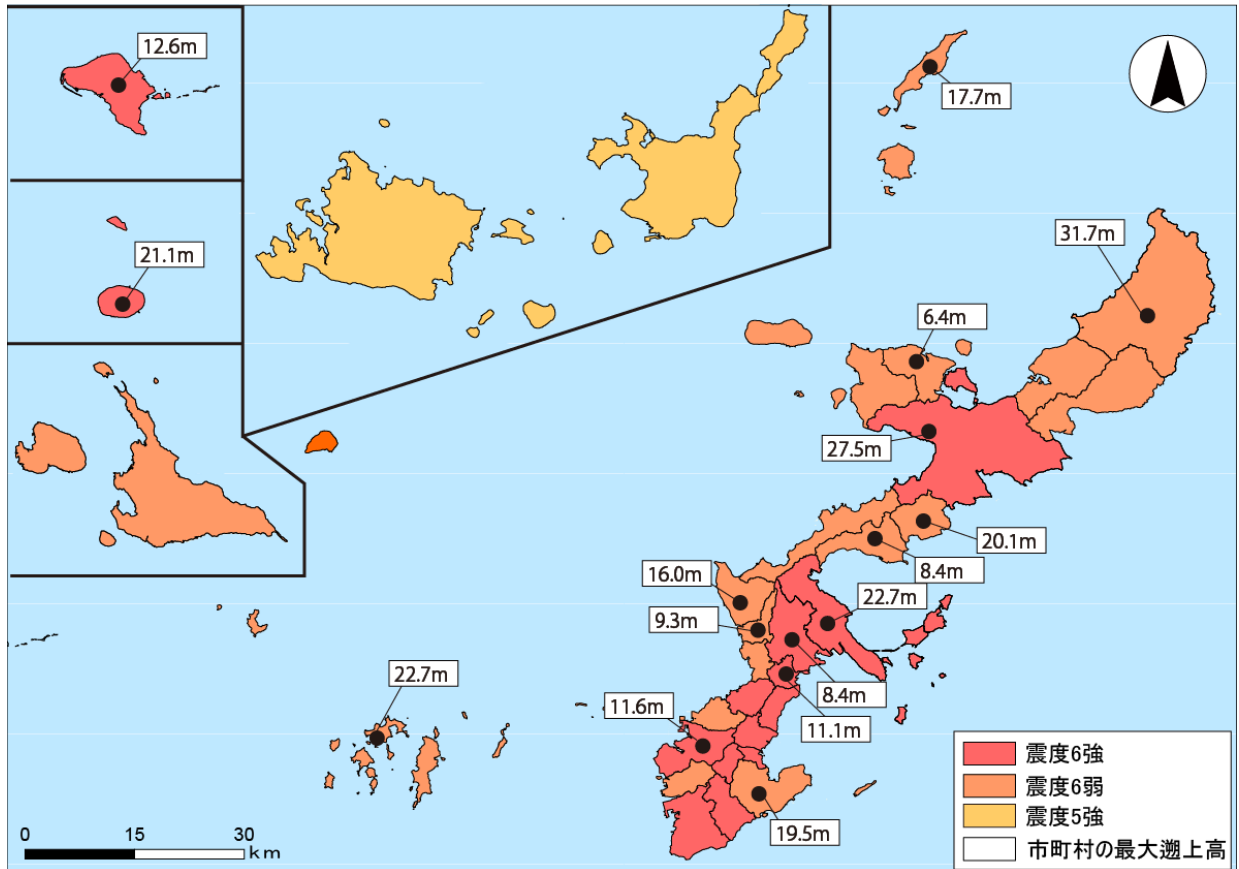 12.6m
17.7m
21.1m
31.7m
6.4m
27.5m
20.1m
8.4m
16.0m
22.7m
9.3m
22.7m
8.4m
11.6m
11.1m
19.5m
0 15 30
km
震度6強
震度6弱
震度5強
市町村の最大遡上高